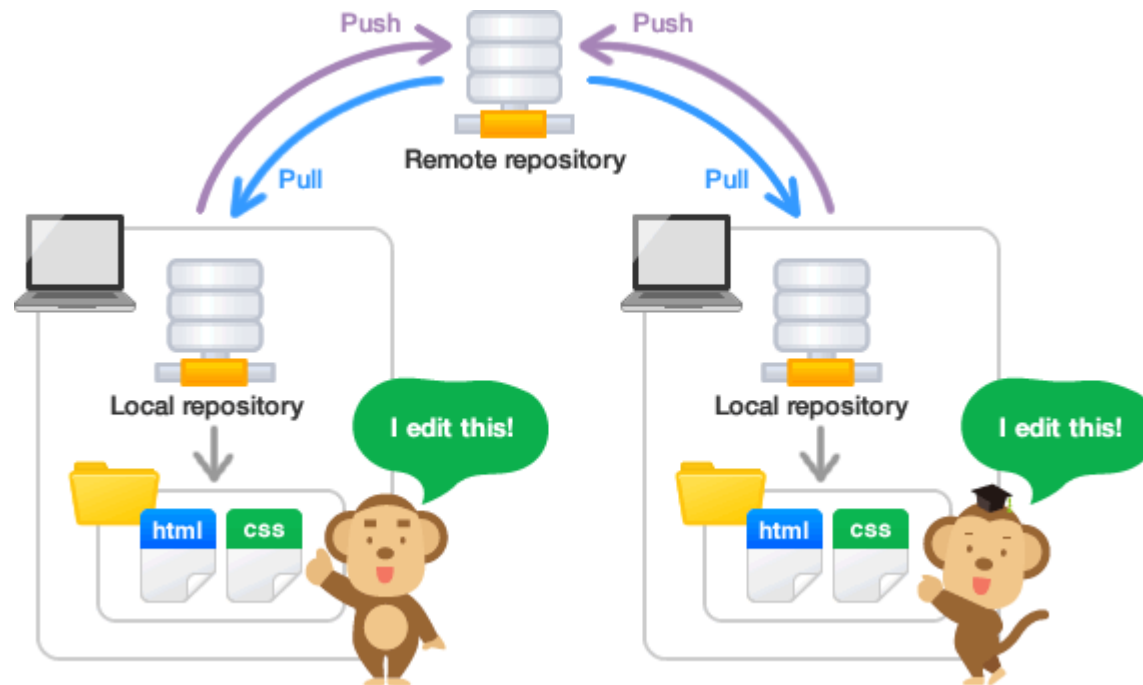 Push
Push
Remote repository
Pull
Pull
Local repository
Local repository
I edit this!
I edit this!
html
css
html
css